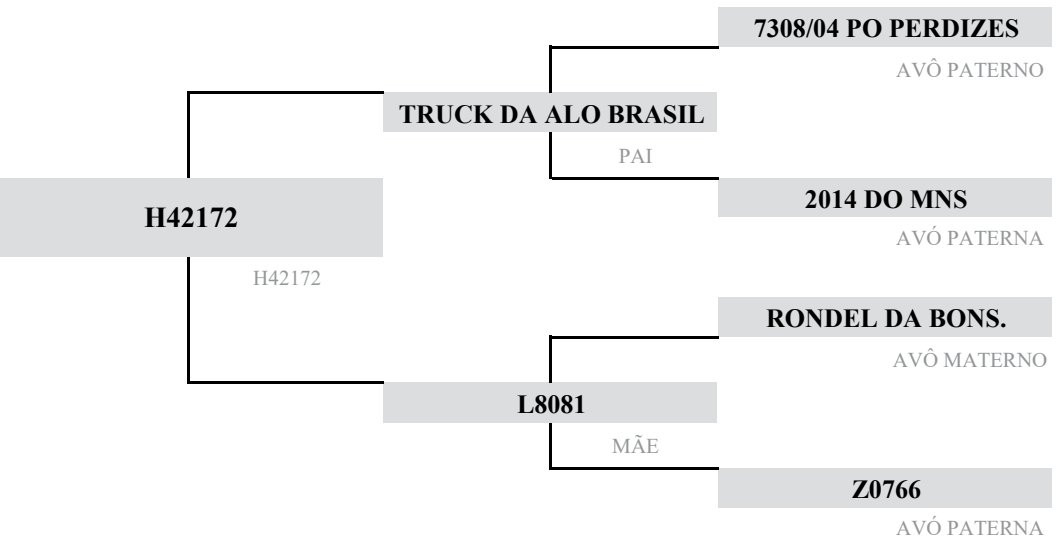 7308/04 PO PERDIZES
AVÔ PATERNO
TRUCK DA ALO BRASIL
PAI
2014 DO MNS
AVÓ PATERNA
H42172
H42172
RONDEL DA BONS.
AVÔ MATERNO
L8081
MÃE
Z0766
AVÓ PATERNA